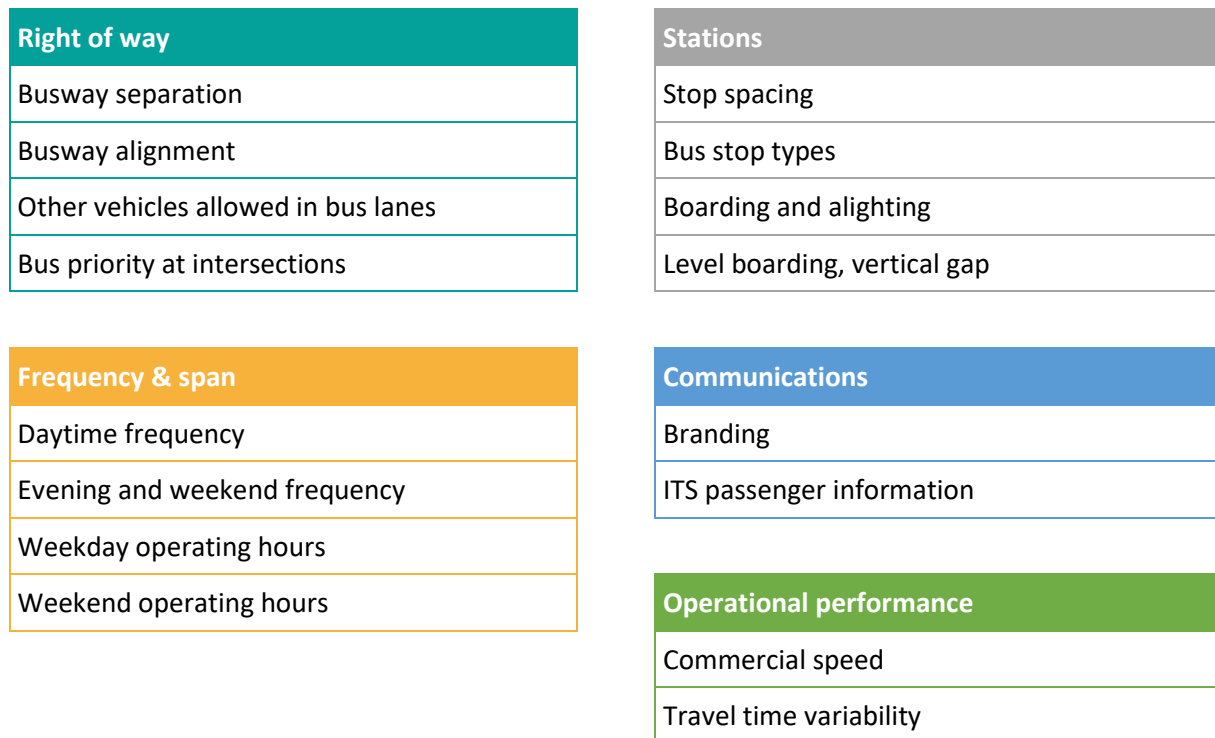 Right of way
Busway separation
Busway alignment
Other vehicles allowed in bus lanes
Bus priority at intersections
Stations
Stop spacing
Bus stop types
Boarding and alighting
Level boarding, vertical gap
Frequency & span
Daytime frequency
Evening and weekend frequency
Weekday operating hours
Weekend operating hours
Communications
Branding
ITS passenger information
Operational performance
Commercial speed
Travel time variability